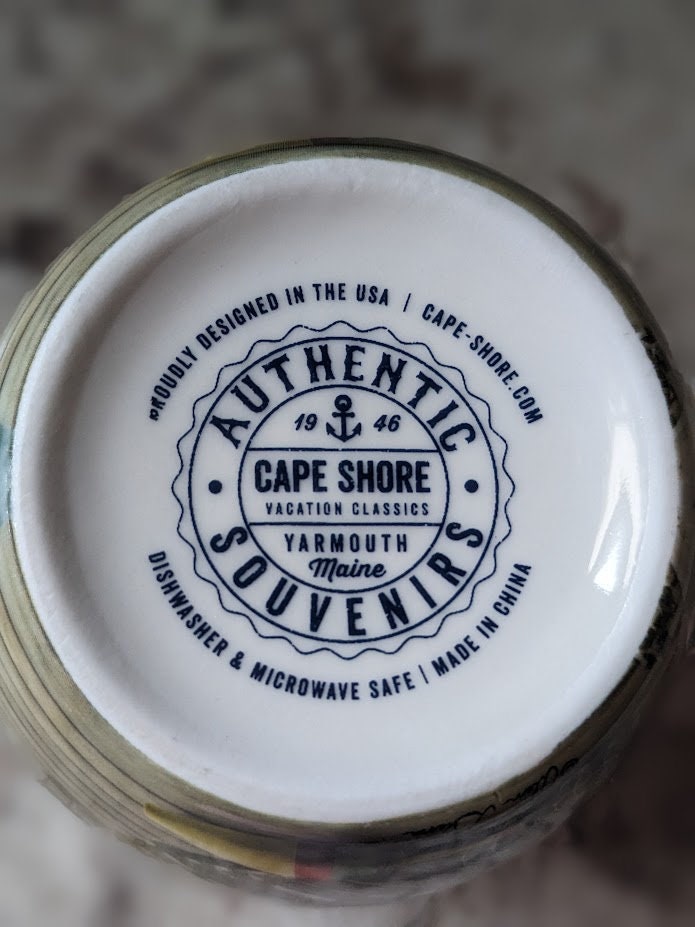 PROUDLY DESIGNED IN THE USA | CAPE-SHORE.COM
AUTHENTIC
19 46
CAPE SHORE
VACATION CLASSICS
YARMOUTH
Maine
SOUVENIRS
DISHWASHER & MICROWAVE SAFE | MADE IN CHINA